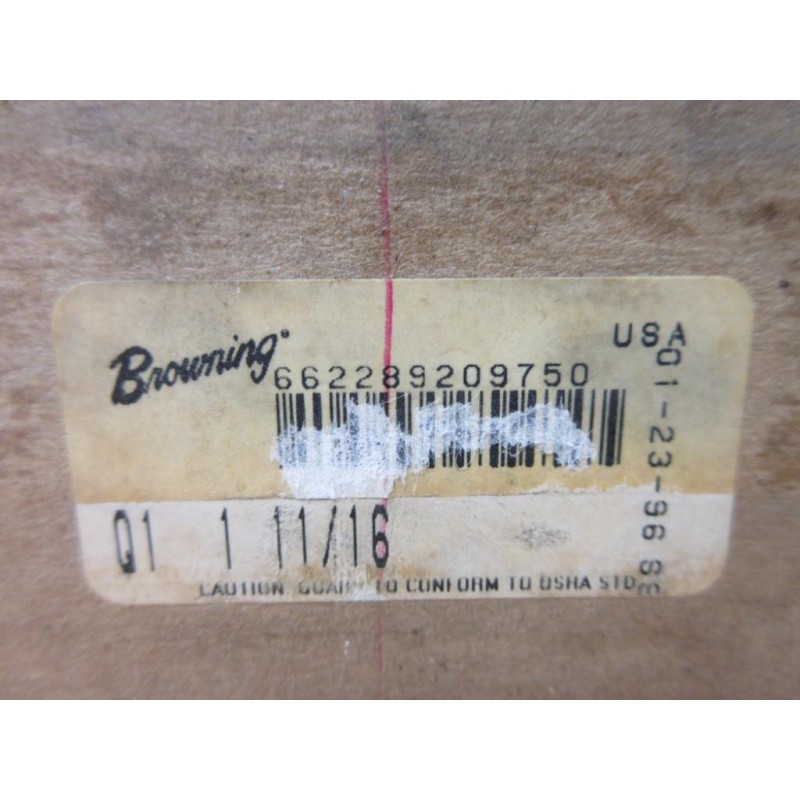 Browning®
USA
662289209750
Q1 1 11/16
CAUTION: GUARD TO CONFORM TO OSHA STD
01-23-96